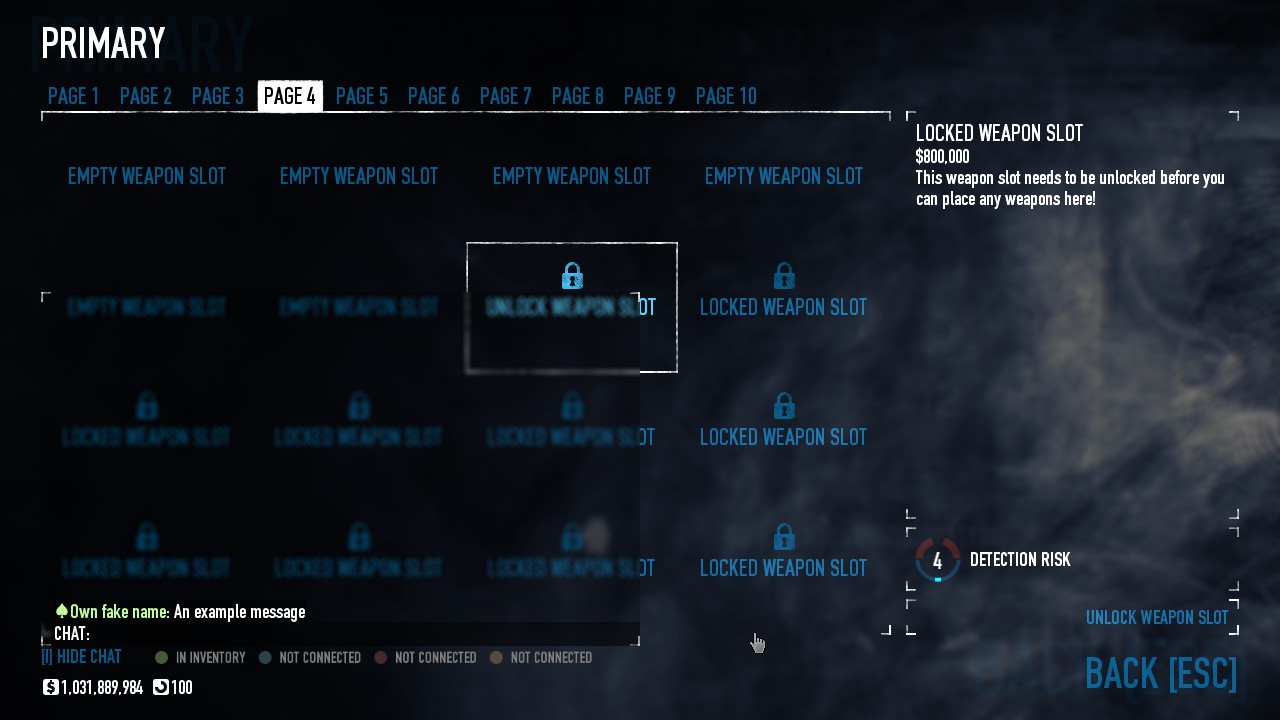 PRIMARY
PAGE 1 PAGE 2 PAGE 3 PAGE 4 PAGE 5 PAGE 6 PAGE 7 PAGE 8 PAGE 9 PAGE 10
EMPTY WEAPON SLOT EMPTY WEAPON SLOT EMPTY WEAPON SLOT EMPTY WEAPON SLOT
EMPTY WEAPON SLOT EMPTY WEAPON SLOT UNLOCK WEAPON SLOT LOCKED WEAPON SLOT
LOCKED WEAPON SLOT LOCKED WEAPON SLOT LOCKED WEAPON SLOT LOCKED WEAPON SLOT
LOCKED WEAPON SLOT LOCKED WEAPON SLOT LOCKED WEAPON SLOT LOCKED WEAPON SLOT
LOCKED WEAPON SLOT
$800,000
This weapon slot needs to be unlocked before you
can place any weapons here!
4 DETECTION RISK
UNLOCK WEAPON SLOT
BACK [ESC]
Own fake name: An example message
CHAT:
[I] HIDE CHAT IN INVENTORY NOT CONNECTED NOT CONNECTED NOT CONNECTED
$1,031,889,984 100